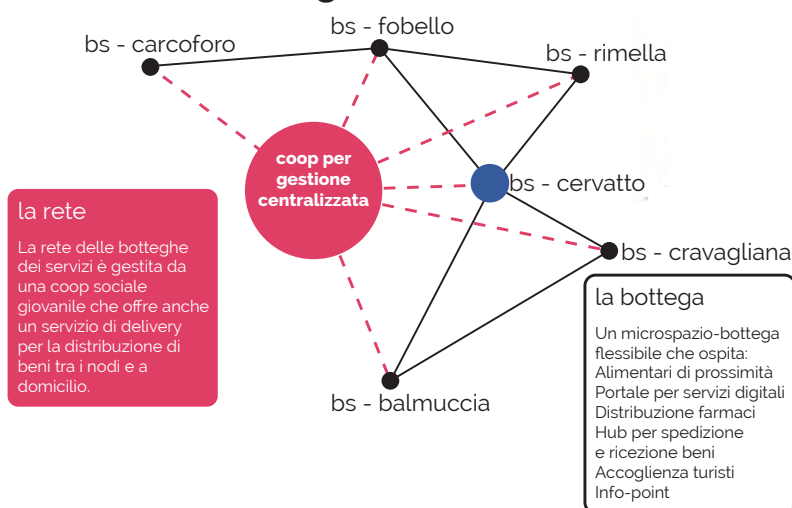 bs - fobello
bs - carcoforo
bs - rimella
coop per
gestione
centralizzata
bs - cervatto
la rete
La rete delle botteghe
dei servizi è gestita da
una coop sociale
giovanile che offre anche
un servizio di delivery
per la distribuzione di
beni tra i nodi e a
domicilio.
bs - cravagliana
la bottega
Un microspazio-bottega
flessibile che ospita:
Alimentari di prossimità
Portale per servizi digitali
Distribuzione farmaci
Hub per spedizione
e ricezione beni
Accoglienza turisti
Info-point
bs - balmuccia